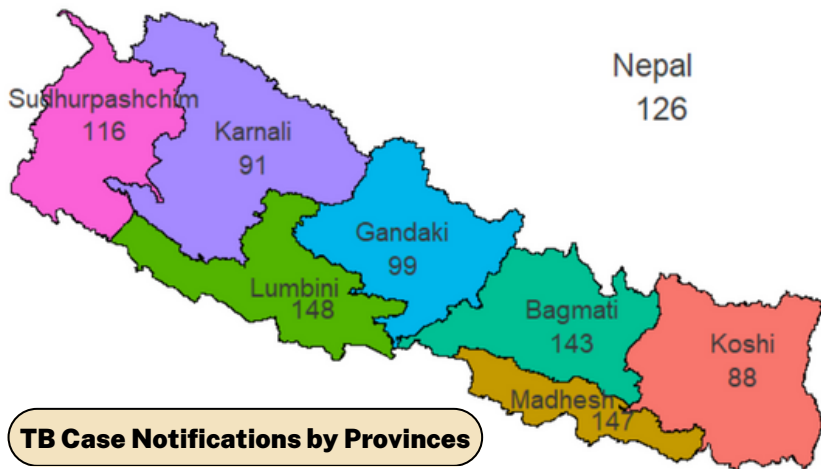 Nepal
126
Sudhurpashchim
116
Karnali
91
Gandaki
99
Lumbini
148
Bagmati
143
Koshi
88
Madhesh
147
TB Case Notifications by Provinces